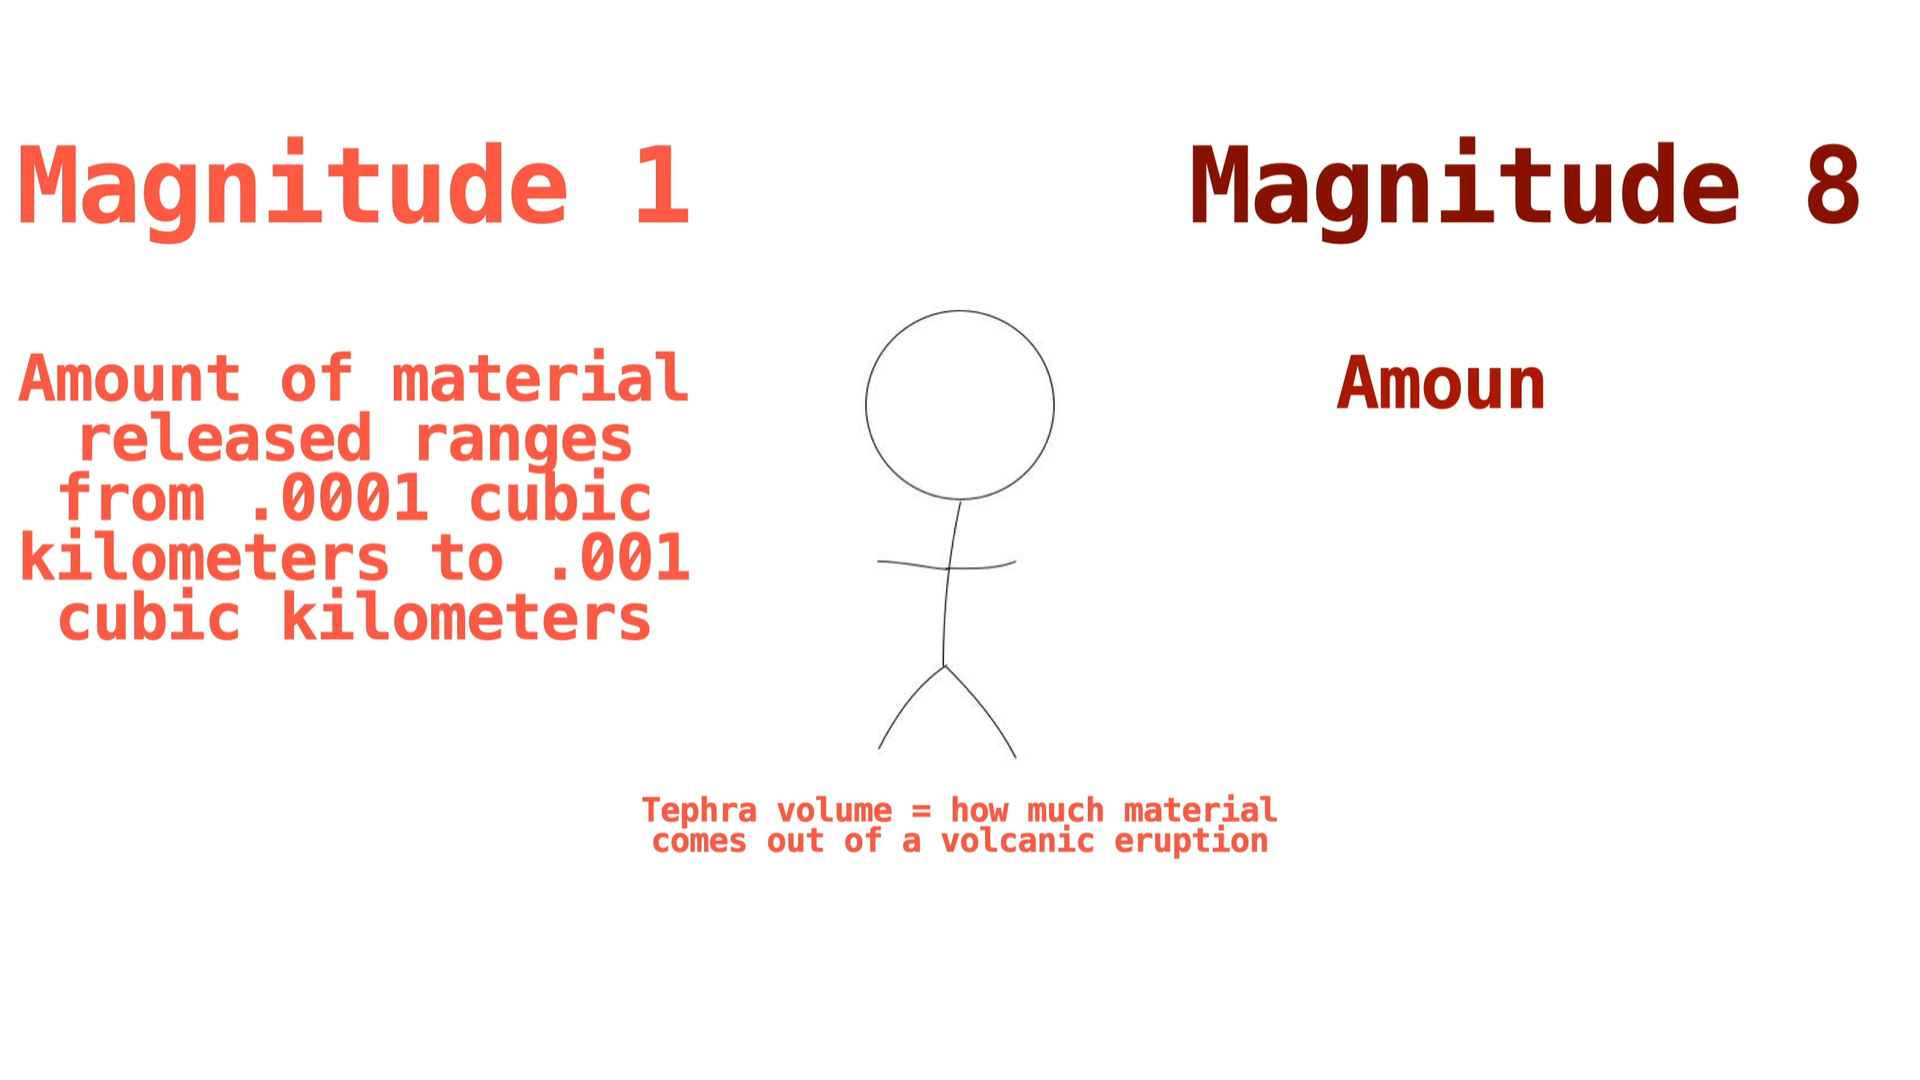 Magnitude 1
Magnitude 8
Amount of material
released ranges
from .0001 cubic
kilometers to .001
cubic kilometers
Amoun
Tephra volume = how much material
comes out of a volcanic eruption